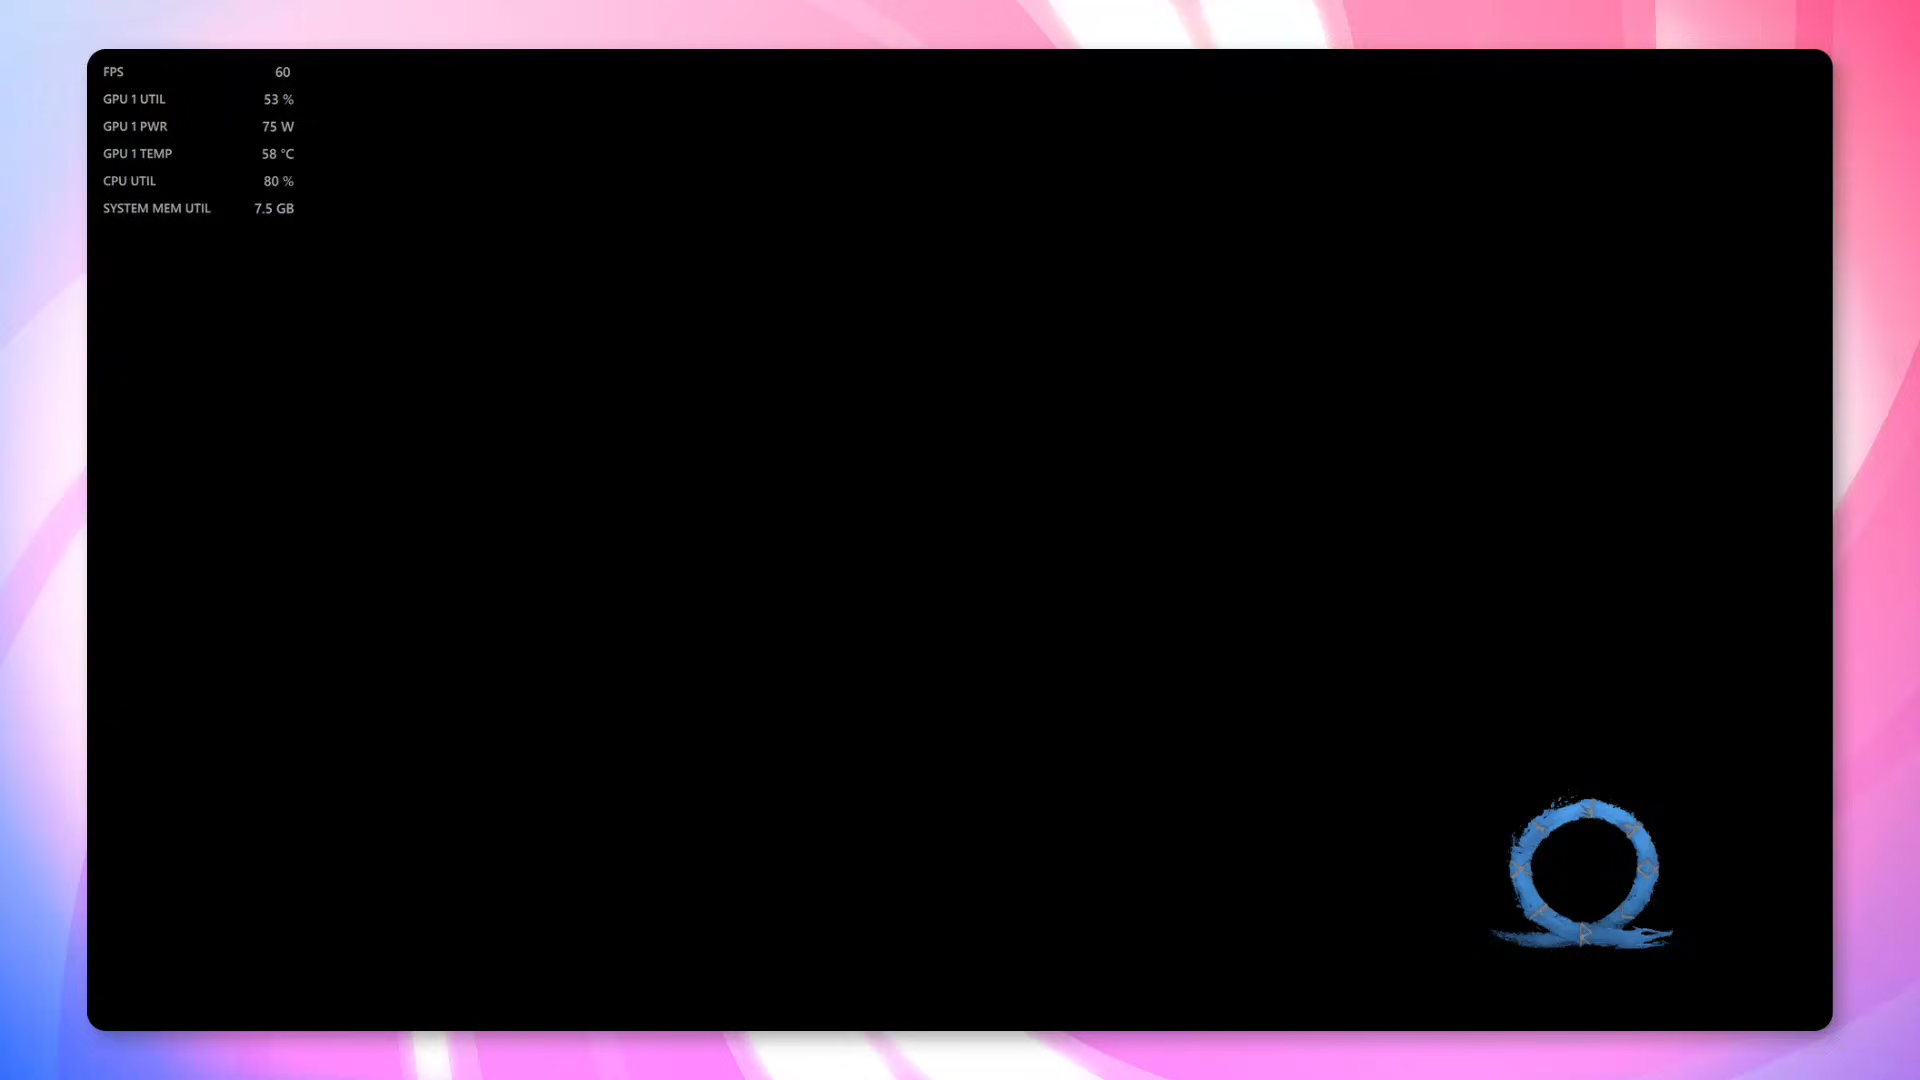 FPS 60
GPU 1 UTIL 53 %
GPU 1 PWR 75 W
GPU 1 TEMP 58 °C
CPU UTIL 80 %
SYSTEM MEM UTIL 7.5 GB